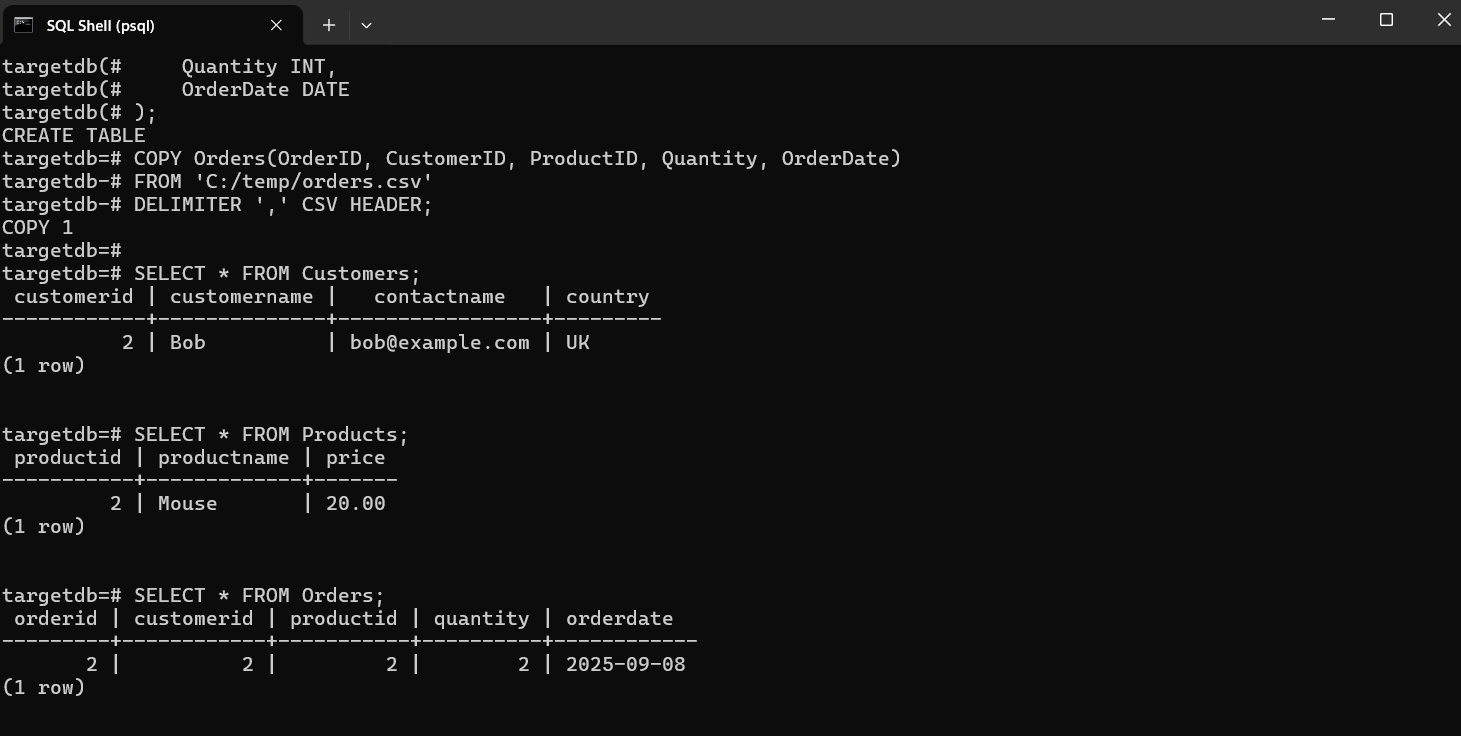 SQL Shell (psql)
targetdb(#     Quantity INT,
targetdb(#     OrderDate DATE
targetdb(# );
CREATE TABLE
targetdb=# COPY Orders(OrderID, CustomerID, ProductID, Quantity, OrderDate)
targetdb-# FROM 'C:/temp/orders.csv'
targetdb-# DELIMITER ',' CSV HEADER;
COPY 1
targetdb=#
targetdb=# SELECT * FROM Customers;
 customerid | customername |   contactname   | country
------------+--------------+-----------------+---------
          2 | Bob          | bob@example.com | UK
(1 row)
targetdb=# SELECT * FROM Products;
 productid | productname | price
-----------+-------------+-------
         2 | Mouse       | 20.00
(1 row)
targetdb=# SELECT * FROM Orders;
 orderid | customerid | productid | quantity | orderdate
---------+------------+-----------+----------+------------
       2 |          2 |         2 |        2 | 2025-09-08
(1 row)